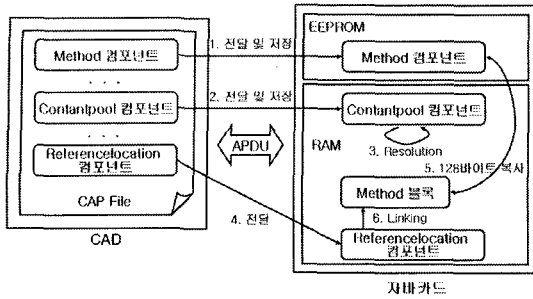 EEPROM
Method 컴포넌트
1. 전달 및 저장
Method 컴포넌트
. . .
Contantpool 컴포넌트
2. 전달 및 저장
Contantpool 컴포넌트
. . .
3. Resolution
Referencelocation
컴포넌트
APDU
RAM
5. 128바이트 복사
Method 블록
CAP File
4. 전달
6. Linking
Referencelocation
컴포넌트
CAD
자바카드